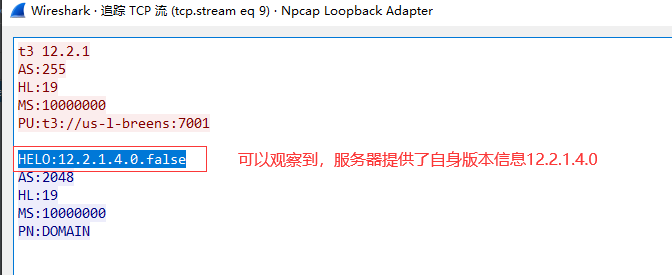 Wireshark · 追踪 TCP 流 (tcp.stream eq 9) · Npcap Loopback Adapter
t3 12.2.1
AS:255
HL:19
MS:10000000
PU:t3://us-l-breens:7001
HELO:12.2.1.4.0.false
可以观察到，服务器提供了自身版本信息12.2.1.4.0
AS:2048
HL:19
MS:10000000
PN:DOMAIN